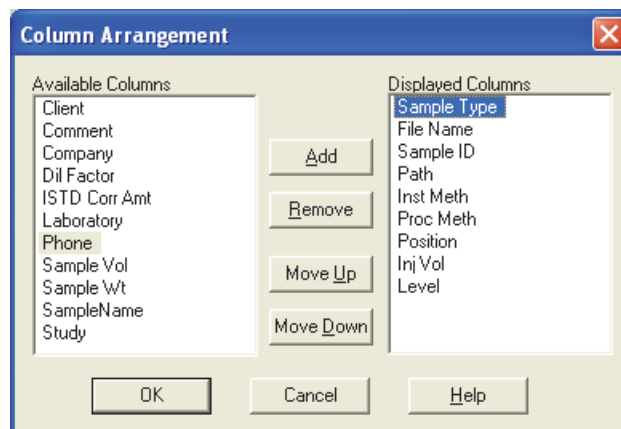 Column Arrangement
Available Columns
Client
Comment
Company
Dil Factor
ISTD Corr Amt
Laboratory
Phone
Sample Vol
Sample Wt
SampleName
Study
Add
Remove
Move Up
Move Down
Displayed Columns
Sample Type
File Name
Sample ID
Path
Inst Meth
Proc Meth
Position
Inj Vol
Level
OK
Cancel
Help